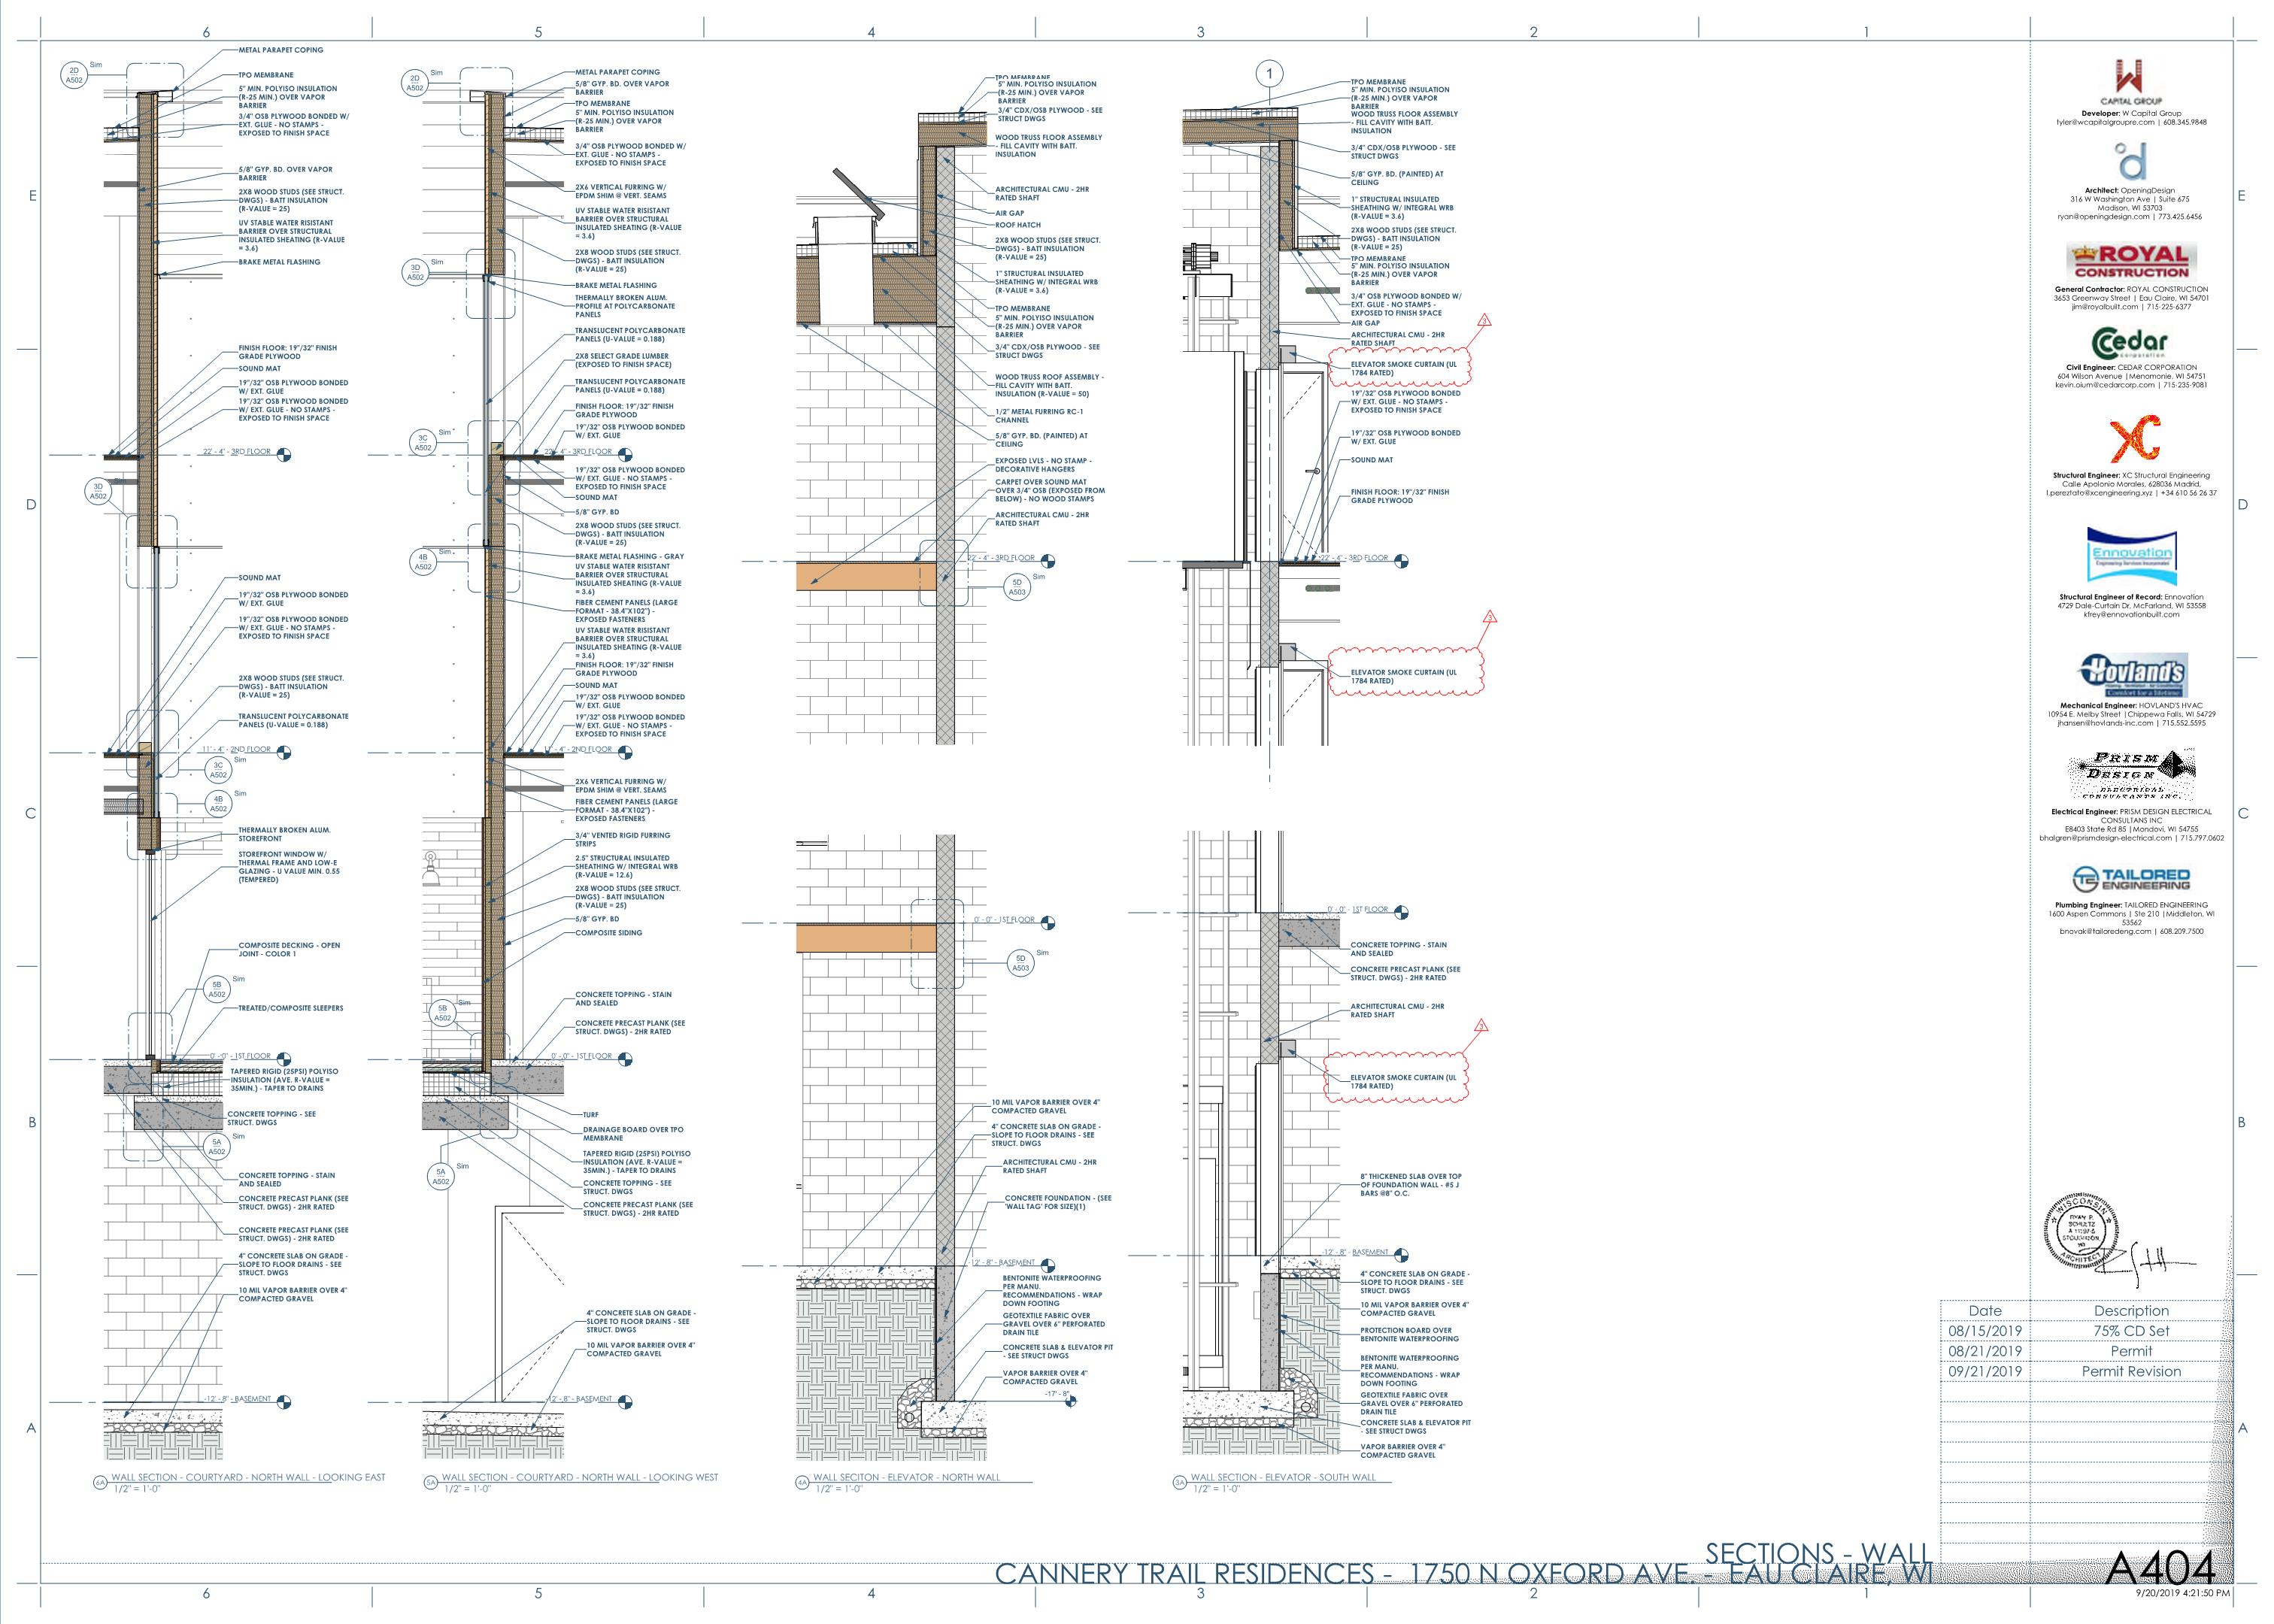 6
5
4
3
2
1
E
D
C
B
A
2D
A502
Sim
METAL PARAPET COPING
TPO MEMBRANE
5" MIN. POLYISO INSULATION
(R-25 MIN.) OVER VAPOR
BARRIER
3/4" OSB PLYWOOD BONDED W/
EXT. GLUE - NO STAMPS -
EXPOSED TO FINISH SPACE
5/8" GYP. BD. OVER VAPOR
BARRIER
2X8 WOOD STUDS (SEE STRUCT.
DWGS) - BATT INSULATION
(R-VALUE = 25)
UV STABLE WATER RESISTANT
BARRIER OVER STRUCTURAL
INSULATED SHEATING (R-VALUE
= 3.6)
BRAKE METAL FLASHING
FINISH FLOOR: 19"/32" FINISH
GRADE PLYWOOD
SOUND MAT
19"/32" OSB PLYWOOD BONDED
W/ EXT. GLUE
19"/32" OSB PLYWOOD BONDED
W/ EXT. GLUE - NO STAMPS -
EXPOSED TO FINISH SPACE
22' - 4" - 3RD FLOOR
3D
A502
SOUND MAT
19"/32" OSB PLYWOOD BONDED
W/ EXT. GLUE
19"/32" OSB PLYWOOD BONDED
W/ EXT. GLUE - NO STAMPS -
EXPOSED TO FINISH SPACE
2X8 WOOD STUDS (SEE STRUCT.
DWGS) - BATT INSULATION
(R-VALUE = 25)
TRANSLUCENT POLYCARBONATE
PANELS (U-VALUE = 0.188)
11' - 4" - 2ND FLOOR
3C
A502
Sim
4B
A502
Sim
THERMALLY BROKEN ALUM.
STOREFRONT
STOREFRONT WINDOW W/
THERMAL FRAME AND LOW-E
GLAZING - U VALUE MIN. 0.55
(TEMPERED)
COMPOSITE DECKING - OPEN
JOINT - COLOR 1
5B
A502
Sim
TREATED/COMPOSITE SLEEPERS
0' - 0" - 1ST FLOOR
TAPERED RIGID (25PSI) POLYISO
INSULATION (AVE. R-VALUE =
35MIN.) - TAPER TO DRAINS
CONCRETE TOPPING - SEE
STRUCT. DWGS
5A
A502
Sim
CONCRETE TOPPING - STAIN
AND SEALED
CONCRETE PRECAST PLANK (SEE
STRUCT. DWGS) - 2HR RATED
CONCRETE PRECAST PLANK (SEE
STRUCT. DWGS) - 2HR RATED
4" CONCRETE SLAB ON GRADE -
SLOPE TO FLOOR DRAINS - SEE
STRUCT. DWGS
10 MIL VAPOR BARRIER OVER 4"
COMPACTED GRAVEL
-12' - 8" - BASEMENT
6A
WALL SECTION - COURTYARD - NORTH WALL - LOOKING EAST
1/2" = 1'-0"
2D
A502
Sim
METAL PARAPET COPING
5/8" GYP. BD. OVER VAPOR
BARRIER
TPO MEMBRANE
5" MIN. POLYISO INSULATION
(R-25 MIN.) OVER VAPOR
BARRIER
3/4" OSB PLYWOOD BONDED W/
EXT. GLUE - NO STAMPS -
EXPOSED TO FINISH SPACE
2X6 VERTICAL FURRING W/
EPDM SHIM @ VERT. SEAMS
UV STABLE WATER RESISTANT
BARRIER OVER STRUCTURAL
INSULATED SHEATING (R-VALUE
= 3.6)
2X8 WOOD STUDS (SEE STRUCT.
DWGS) - BATT INSULATION
(R-VALUE = 25)
3D
A502
Sim
BRAKE METAL FLASHING
THERMALLY BROKEN ALUM.
PROFILE AT POLYCARBONATE
PANELS
TRANSLUCENT POLYCARBONATE
PANELS (U-VALUE = 0.188)
2X8 SELECT GRADE LUMBER
(EXPOSED TO FINISH SPACE)
TRANSLUCENT POLYCARBONATE
PANELS (U-VALUE = 0.188)
FINISH FLOOR: 19"/32" FINISH
GRADE PLYWOOD
19"/32" OSB PLYWOOD BONDED
W/ EXT. GLUE
3C
A502
Sim
22' - 4" - 3RD FLOOR
19"/32" OSB PLYWOOD BONDED
W/ EXT. GLUE - NO STAMPS -
EXPOSED TO FINISH SPACE
SOUND MAT
5/8" GYP. BD
2X8 WOOD STUDS (SEE STRUCT.
DWGS) - BATT INSULATION
(R-VALUE = 25)
4B
A502
Sim
BRAKE METAL FLASHING - GRAY
UV STABLE WATER RESISTANT
BARRIER OVER STRUCTURAL
INSULATED SHEATING (R-VALUE
= 3.6)
FIBER CEMENT PANELS (LARGE
FORMAT - 38.4"X102") -
EXPOSED FASTENERS
UV STABLE WATER RESISTANT
BARRIER OVER STRUCTURAL
INSULATED SHEATING (R-VALUE
= 3.6)
FINISH FLOOR: 19"/32" FINISH
GRADE PLYWOOD
SOUND MAT
19"/32" OSB PLYWOOD BONDED
W/ EXT. GLUE
19"/32" OSB PLYWOOD BONDED
W/ EXT. GLUE - NO STAMPS -
EXPOSED TO FINISH SPACE
11' - 4" - 2ND FLOOR
2X6 VERTICAL FURRING W/
EPDM SHIM @ VERT. SEAMS
FIBER CEMENT PANELS (LARGE
FORMAT - 38.4"X102") -
EXPOSED FASTENERS
3/4" VENTED RIGID FURRING
STRIPS
2.5" STRUCTURAL INSULATED
SHEATHING W/ INTEGRAL WRB
(R-VALUE = 12.6)
2X8 WOOD STUDS (SEE STRUCT.
DWGS) - BATT INSULATION
(R-VALUE = 25)
5/8" GYP. BD
COMPOSITE SIDING
5B
A502
Sim
CONCRETE TOPPING - STAIN
AND SEALED
CONCRETE PRECAST PLANK (SEE
STRUCT. DWGS) - 2HR RATED
0' - 0" - 1ST FLOOR
TURF
DRAINAGE BOARD OVER TPO
MEMBRANE
TAPERED RIGID (25PSI) POLYISO
INSULATION (AVE. R-VALUE =
35MIN.) - TAPER TO DRAINS
CONCRETE TOPPING - SEE
STRUCT. DWGS
CONCRETE PRECAST PLANK (SEE
STRUCT. DWGS) - 2HR RATED
5A
A502
Sim
4" CONCRETE SLAB ON GRADE -
SLOPE TO FLOOR DRAINS - SEE
STRUCT. DWGS
10 MIL VAPOR BARRIER OVER 4"
COMPACTED GRAVEL
-12' - 8" - BASEMENT
5A
WALL SECTION - COURTYARD - NORTH WALL - LOOKING WEST
1/2" = 1'-0"
TPO MEMBRANE
5" MIN. POLYISO INSULATION
(R-25 MIN.) OVER VAPOR
BARRIER
3/4" CDX/OSB PLYWOOD - SEE
STRUCT DWGS
WOOD TRUSS FLOOR ASSEMBLY
- FILL CAVITY WITH BATT.
INSULATION
ARCHITECTURAL CMU - 2HR
RATED SHAFT
AIR GAP
ROOF HATCH
2X8 WOOD STUDS (SEE STRUCT.
DWGS) - BATT INSULATION
(R-VALUE = 25)
1" STRUCTURAL INSULATED
SHEATHING W/ INTEGRAL WRB
(R-VALUE = 3.6)
TPO MEMBRANE
5" MIN. POLYISO INSULATION
(R-25 MIN.) OVER VAPOR
BARRIER
3/4" CDX/OSB PLYWOOD - SEE
STRUCT DWGS
WOOD TRUSS ROOF ASSEMBLY -
FILL CAVITY WITH BATT.
INSULATION (R-VALUE = 50)
1/2" METAL FURRING RC-1
CHANNEL
5/8" GYP. BD. (PAINTED) AT
CEILING
EXPOSED LVLS - NO STAMP -
DECORATIVE HANGERS
CARPET OVER SOUND MAT
OVER 3/4" OSB (EXPOSED FROM
BELOW) - NO WOOD STAMPS
ARCHITECTURAL CMU - 2HR
RATED SHAFT
22' - 4" - 3RD FLOOR
5D
A503
Sim
0' - 0" - 1ST FLOOR
5D
A503
Sim
10 MIL VAPOR BARRIER OVER 4"
COMPACTED GRAVEL
4" CONCRETE SLAB ON GRADE -
SLOPE TO FLOOR DRAINS - SEE
STRUCT. DWGS
ARCHITECTURAL CMU - 2HR
RATED SHAFT
CONCRETE FOUNDATION - (SEE
'WALL TAG' FOR SIZE)(1)
-12' - 8" - BASEMENT
BENTONITE WATERPROOFING
PER MANU.
RECOMMENDATIONS - WRAP
DOWN FOOTING
GEOTEXTILE FABRIC OVER
GRAVEL OVER 6" PERFORATED
DRAIN TILE
CONCRETE SLAB & ELEVATOR PIT
- SEE STRUCT DWGS
VAPOR BARRIER OVER 4"
COMPACTED GRAVEL
-17' - 8"
4A
WALL SECITON - ELEVATOR - NORTH WALL
1/2" = 1'-0"
1
TPO MEMBRANE
5" MIN. POLYISO INSULATION
(R-25 MIN.) OVER VAPOR
BARRIER
WOOD TRUSS FLOOR ASSEMBLY
- FILL CAVITY WITH BATT.
INSULATION
3/4" CDX/OSB PLYWOOD - SEE
STRUCT DWGS
5/8" GYP. BD. (PAINTED) AT
CEILING
1" STRUCTURAL INSULATED
SHEATHING W/ INTEGRAL WRB
(R-VALUE = 3.6)
2X8 WOOD STUDS (SEE STRUCT.
DWGS) - BATT INSULATION
(R-VALUE = 25)
TPO MEMBRANE
5" MIN. POLYISO INSULATION
(R-25 MIN.) OVER VAPOR
BARRIER
3/4" OSB PLYWOOD BONDED W/
EXT. GLUE - NO STAMPS -
EXPOSED TO FINISH SPACE
AIR GAP
ARCHITECTURAL CMU - 2HR
RATED SHAFT
3
ELEVATOR SMOKE CURTAIN (UL
1784 RATED)
19"/32" OSB PLYWOOD BONDED
W/ EXT. GLUE - NO STAMPS -
EXPOSED TO FINISH SPACE
19"/32" OSB PLYWOOD BONDED
W/ EXT. GLUE
SOUND MAT
FINISH FLOOR: 19"/32" FINISH
GRADE PLYWOOD
22' - 4" - 3RD FLOOR
3
ELEVATOR SMOKE CURTAIN (UL
1784 RATED)
0' - 0" - 1ST FLOOR
CONCRETE TOPPING - STAIN
AND SEALED
CONCRETE PRECAST PLANK (SEE
STRUCT. DWGS) - 2HR RATED
ARCHITECTURAL CMU - 2HR
RATED SHAFT
3
ELEVATOR SMOKE CURTAIN (UL
1784 RATED)
8" THICKENED SLAB OVER TOP
OF FOUNDATION WALL - #5 J
BARS @8" O.C.
-12' - 8" - BASEMENT
4" CONCRETE SLAB ON GRADE -
SLOPE TO FLOOR DRAINS - SEE
STRUCT. DWGS
10 MIL VAPOR BARRIER OVER 4"
COMPACTED GRAVEL
PROTECTION BOARD OVER
BENTONITE WATERPROOFING
BENTONITE WATERPROOFING
PER MANU.
RECOMMENDATIONS - WRAP
DOWN FOOTING
GEOTEXTILE FABRIC OVER
GRAVEL OVER 6" PERFORATED
DRAIN TILE
CONCRETE SLAB & ELEVATOR PIT
- SEE STRUCT DWGS
VAPOR BARRIER OVER 4"
COMPACTED GRAVEL
3A
WALL SECTION - ELEVATOR - SOUTH WALL
1/2" = 1'-0"
CAPITAL GROUP
Developer: W Capital Group
tyler@wcapitalgroupre.com | 608.345.9848
Architect: OpeningDesign
316 W Washington Ave | Suite 675
Madison, WI 53703
ryan@openingdesign.com | 773.425.6456
ROYAL
CONSTRUCTION
General Contractor: ROYAL CONSTRUCTION
3653 Greenway Street | Eau Claire, WI 54701
jim@royalbuilt.com | 715-225-6377
Cedar
corporation
Civil Engineer: CEDAR CORPORATION
604 Wilson Avenue |Menomonie, WI 54751
kevin.oium@cedarcorp.com | 715-235-9081
XC
Structural Engineer: XC Structural Engineering
Calle Apolonio Morales, 628036 Madrid,
l.pereztato@xcengineering.xyz | +34 610 56 26 37
Ennovation
Engineering Services Incorporated
Structural Engineer of Record: Ennovation
4729 Dale-Curtain Dr, McFarland, WI 53558
kfrey@ennovationbuilt.com
Hovland's
Comfort for a lifetime
Mechanical Engineer: HOVLAND'S HVAC
10954 E. Melby Street |Chippewa Falls, WI 54729
jhansen@hovlands-inc.com | 715.552.5595
PRISM
DESIGN
ELECTRICAL
CONSULTANTS INC.
Electrical Engineer: PRISM DESIGN ELECTRICAL
CONSULTANS INC
E8403 State Rd 85 |Mondovi, WI 54755
bhalgren@prismdesign-electrical.com | 715.797.0602
TE TAILORED
ENGINEERING
Plumbing Engineer: TAILORED ENGINEERING
1600 Aspen Commons | Ste 210 |Middleton, WI
53562
bnovak@tailoredeng.com | 608.209.7500
WISCONSIN
RYAN P.
SCHULTZ
STOUGHTON
WI
ARCHITECT
Date Description
08/15/2019 75% CD Set
08/21/2019 Permit
09/21/2019 Permit Revision
SECTIONS - WALL
CANNERY TRAIL RESIDENCES - 1750 N OXFORD AVE. - EAU CLAIRE, WI
A404
9/20/2019 4:21:50 PM
6
5
4
3
2
1
E
D
C
B
A